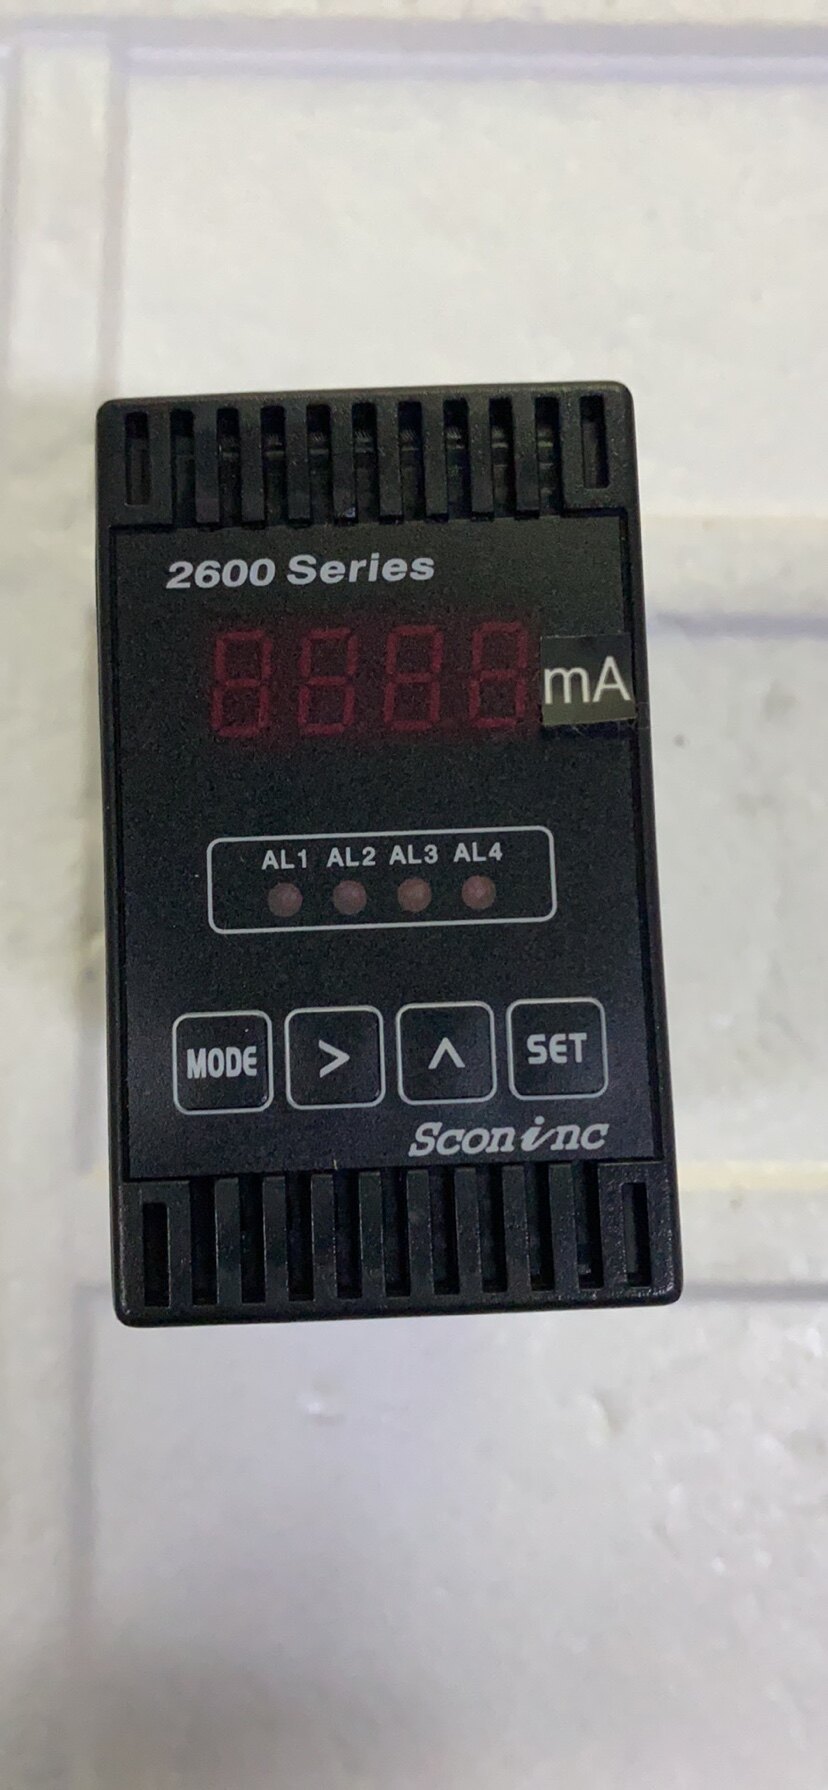 2600 Series
mA
AL1 AL2 AL3 AL4
MODE > ∧ SET
Sconinc